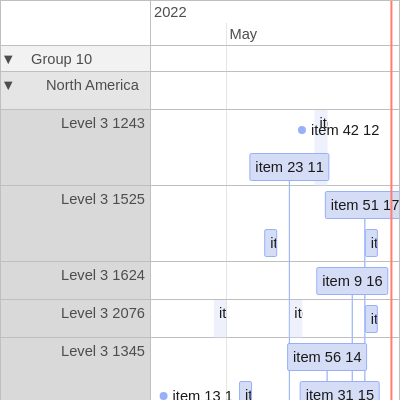 2022
May
▼ Group 10
▼ North America
Level 3 1243
it
item 42 12
item 23 11
Level 3 1525
item 51 17
it
it
Level 3 1624
item 9 16
Level 3 2076
it
it
it
Level 3 1345
item 56 14
item 13 1
it
item 31 15